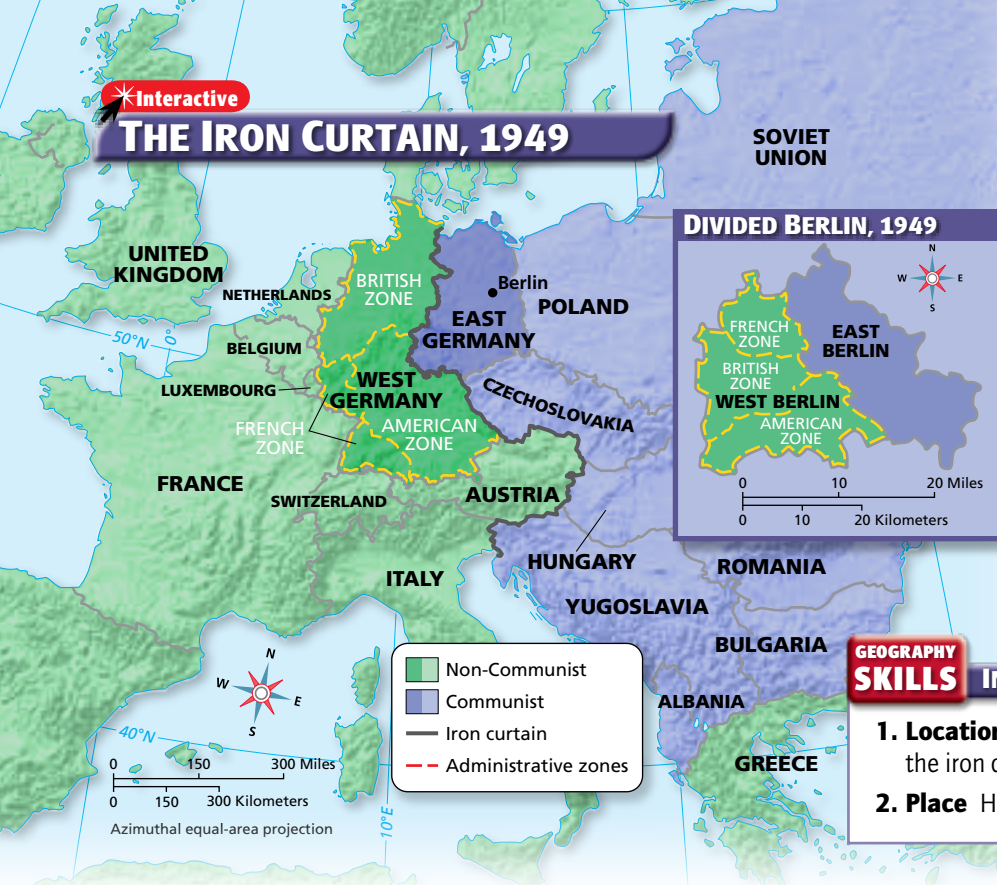 Interactive
THE IRON CURTAIN, 1949
SOVIET
UNION
DIVIDED BERLIN, 1949
N
W
E
S
FRENCH
ZONE
EAST
BERLIN
BRITISH
ZONE
WEST BERLIN
AMERICAN
ZONE
0 10 20 Miles
0 10 20 Kilometers
UNITED
KINGDOM
NETHERLANDS
BRITISH
ZONE
Berlin
POLAND
EAST
GERMANY
50°N
0°
BELGIUM
LUXEMBOURG
WEST
GERMANY
CZECHOSLOVAKIA
FRENCH
ZONE
AMERICAN
ZONE
FRANCE
SWITZERLAND
AUSTRIA
HUNGARY
ROMANIA
ITALY
YUGOSLAVIA
BULGARIA
ALBANIA
GREECE
N
W
E
S
40°N
10°E
0 150 300 Miles
0 150 300 Kilometers
Azimuthal equal-area projection
Non-Communist
Communist
Iron curtain
Administrative zones
GEOGRAPHY
SKILLS
1. Location
the iron
2. Place